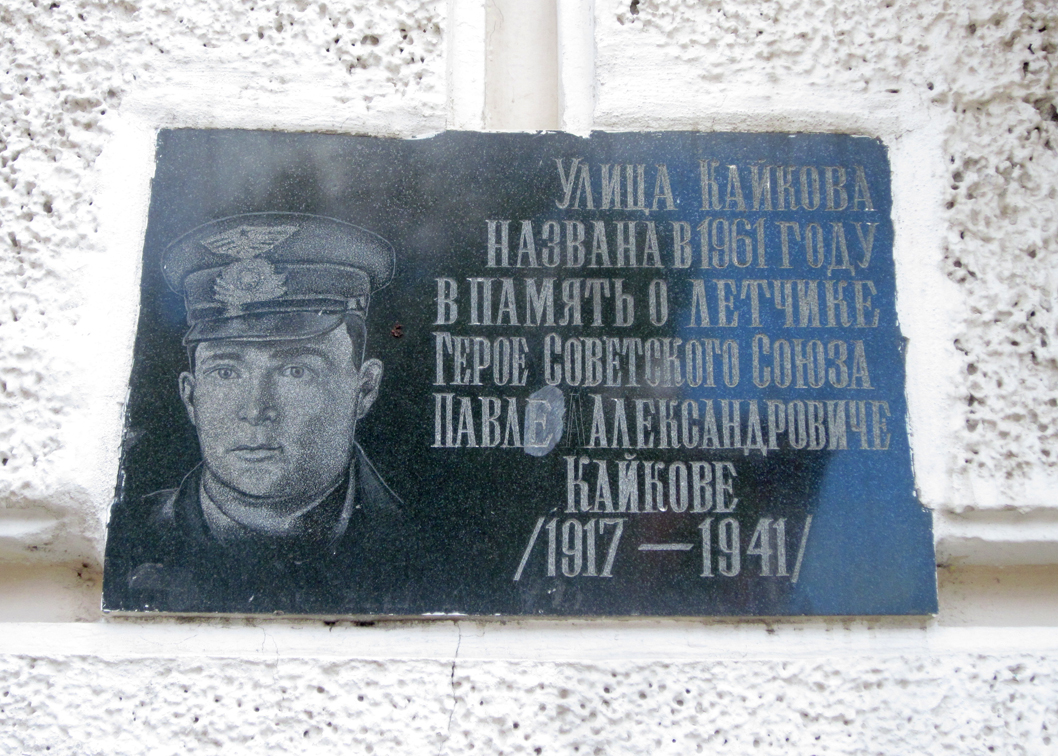 Улица Кайкова
названа в 1961 году
в память о летчике
Герое Советского Союза
Павле Александровиче
Кайкове
/1917 — 1941/